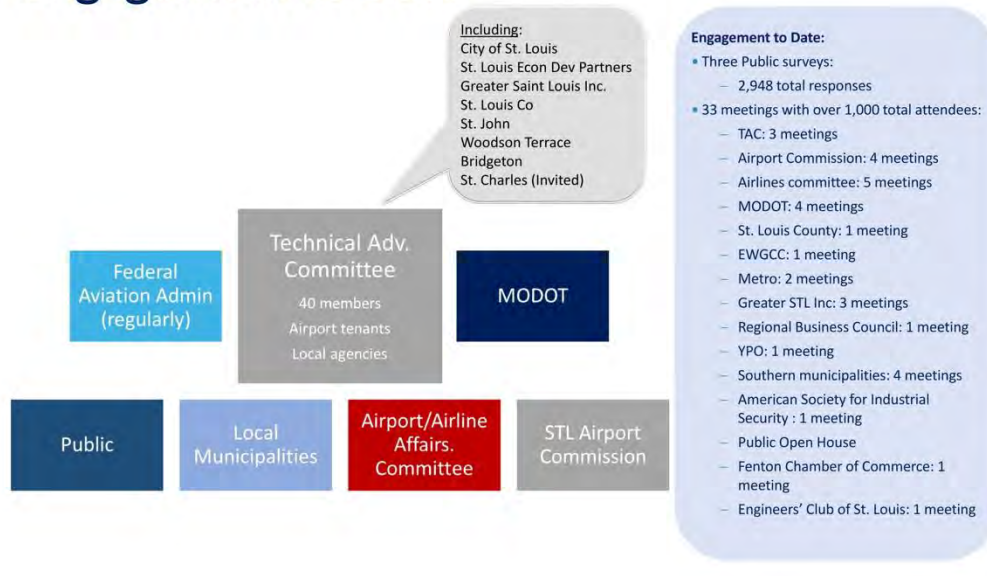 Including:
City of St. Louis
St. Louis Econ Dev Partners
Greater Saint Louis Inc.
St. Louis Co
St. John
Woodson Terrace
Bridgeton
St. Charles (Invited)
Federal
Aviation Admin
(regularly)
Technical Adv.
Committee
40 members
Airport tenants
Local agencies
MODOT
Public
Local
Municipalities
Airport/Airline
Affairs.
Committee
STL Airport
Commission
Engagement to Date:
▪ Three Public surveys:
– 2,948 total responses
▪ 33 meetings with over 1,000 total attendees:
– TAC: 3 meetings
– Airport Commission: 4 meetings
– Airlines committee: 5 meetings
– MODOT: 4 meetings
– St. Louis County: 1 meeting
– EWGCC: 1 meeting
– Metro: 2 meetings
– Greater STL Inc: 3 meetings
– Regional Business Council: 1 meeting
– YPO: 1 meeting
– Southern municipalities: 4 meetings
– American Society for Industrial
Security : 1 meeting
– Public Open House
– Fenton Chamber of Commerce: 1
meeting
– Engineers’ Club of St. Louis: 1 meeting